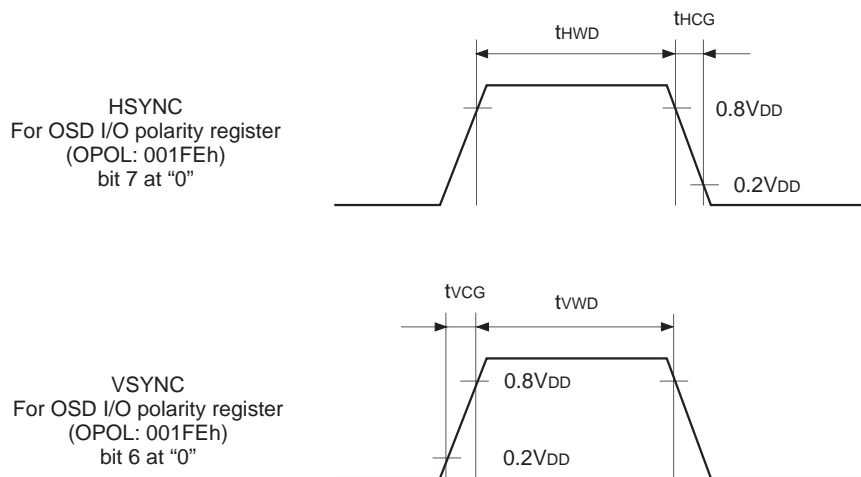 tHWD
tHCG
HSYNC
For OSD I/O polarity register
(OPOL: 001FEh)
bit 7 at “0”
0.8VDD
0.2VDD
tVCG
tVWD
VSYNC
For OSD I/O polarity register
(OPOL: 001FEh)
bit 6 at “0”
0.8VDD
0.2VDD